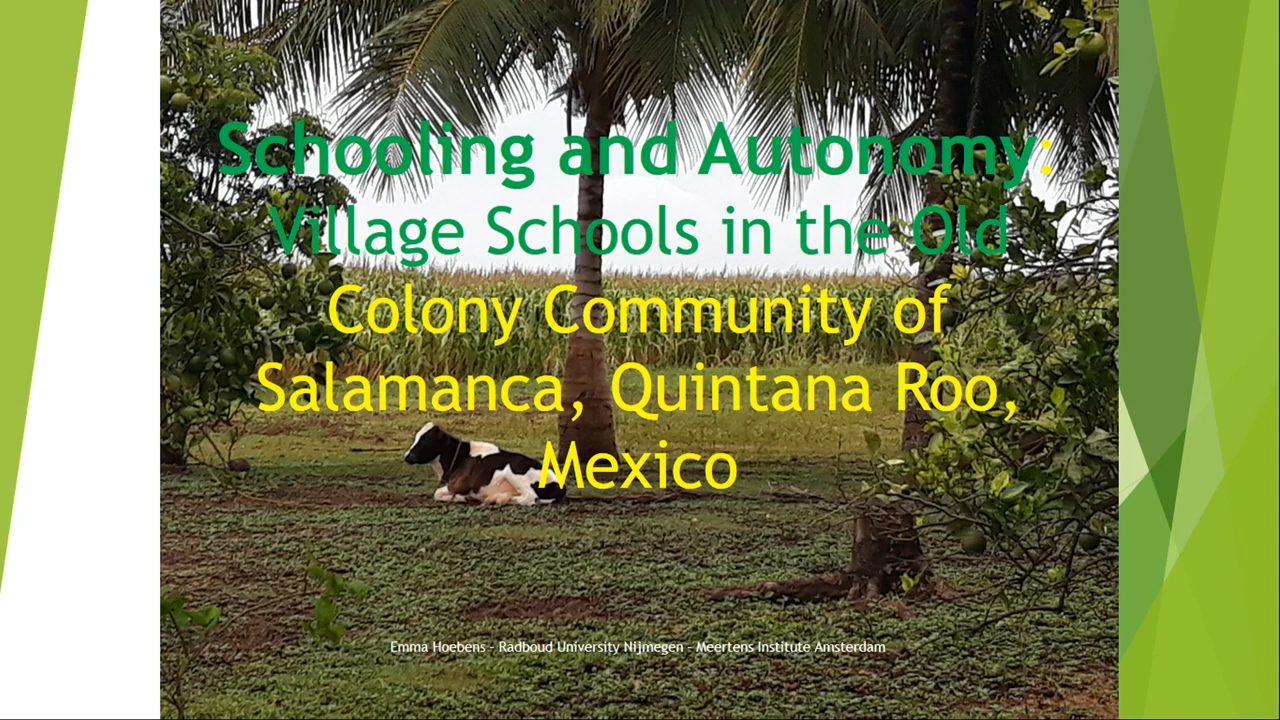 Schooling and Autonomy:
Village Schools in the Old
Colony Community of
Salamanca, Quintana Roo,
Mexico
Emma Hoebens - Radboud University Nijmegen - Meertens Institute Amsterdam